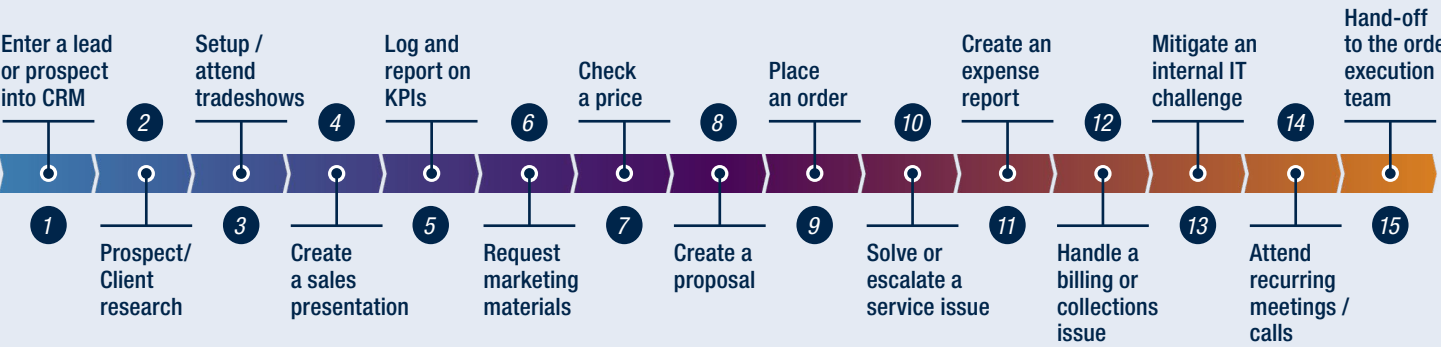 Enter a lead
or prospect
into CRM
1
2
Prospect/
Client
research
Setup /
attend
tradeshows
3
4
Create
a sales
presentation
Log and
report on
KPIs
5
6
Request
marketing
materials
Check
a price
7
8
Create a
proposal
Place
an order
9
10
Solve or
escalate a
service issue
Create an
expense
report
11
12
Handle a
billing or
collections
issue
Mitigate an
internal IT
challenge
13
14
Attend
recurring
meetings /
calls
Hand-off
to the orde
execution
team
15